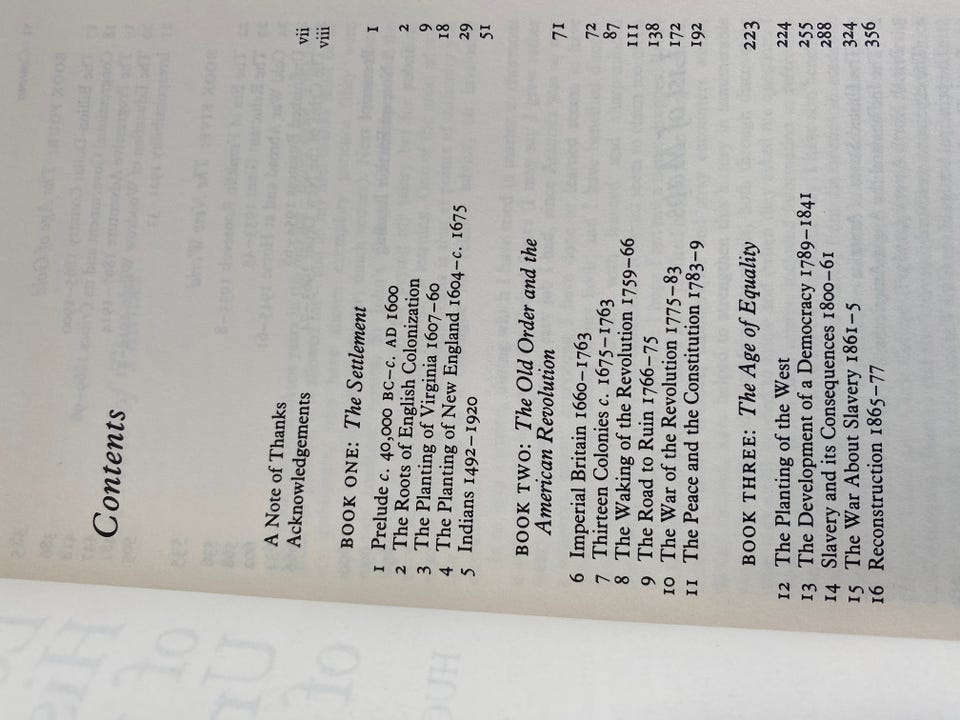 Contents
A Note of Thanks vii
Acknowledgements viii
BOOK ONE: The Settlement 1
1 Prelude c. 40,000 BC–c. AD 1600 2
2 The Roots of English Colonization 9
3 The Planting of Virginia 1607–60 18
4 The Planting of New England 1604–c. 1675 29
5 Indians 1492–1920 51
BOOK TWO: The Old Order and the
American Revolution 71
6 Imperial Britain 1660–1763 72
7 Thirteen Colonies c. 1675–1763 87
8 The Waking of the Revolution 1759–66 111
9 The Road to Ruin 1766–75 138
10 The War of the Revolution 1775–83 172
11 The Peace and the Constitution 1783–9 192
BOOK THREE: The Age of Equality 223
12 The Planting of the West 224
13 The Development of a Democracy 1789–1841 255
14 Slavery and its Consequences 1800–61 288
15 The War About Slavery 1861–5 324
16 Reconstruction 1865–77 356